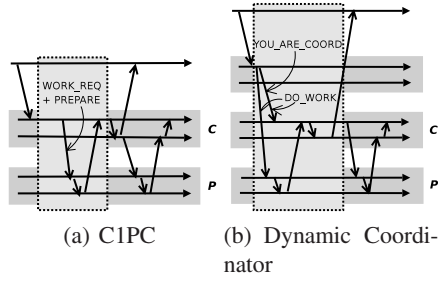 WORK_REQ
+ PREPARE
C
P
YOU_ARE_COORD
DO_WORK
C
P
(a) C1PC
(b) Dynamic Coordi-
nator